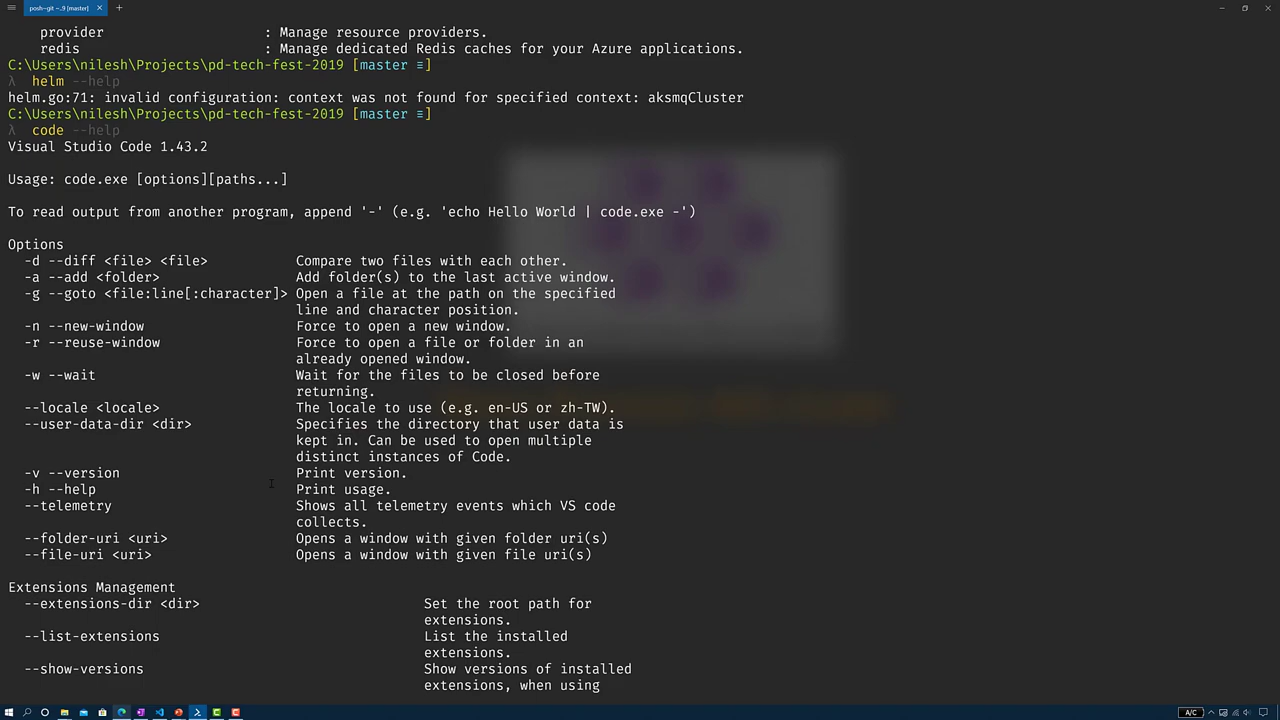 posh~git ~..9 [master]
provider : Manage resource providers.
redis : Manage dedicated Redis caches for your Azure applications.
C:\Users\nilesh\Projects\pd-tech-fest-2019 [master ≡]
λ helm --help
helm.go:71: invalid configuration: context was not found for specified context: aksmqCluster
C:\Users\nilesh\Projects\pd-tech-fest-2019 [master ≡]
λ code --help
Visual Studio Code 1.43.2
Usage: code.exe [options][paths...]
To read output from another program, append '-' (e.g. 'echo Hello World | code.exe -')
Options
-d --diff <file> <file> Compare two files with each other.
-a --add <folder> Add folder(s) to the last active window.
-g --goto <file:line[:character]> Open a file at the path on the specified
line and character position.
-n --new-window Force to open a new window.
-r --reuse-window Force to open a file or folder in an
already opened window.
-w --wait Wait for the files to be closed before
returning.
--locale <locale> The locale to use (e.g. en-US or zh-TW).
--user-data-dir <dir> Specifies the directory that user data is
kept in. Can be used to open multiple
distinct instances of Code.
-v --version Print version.
-h --help Print usage.
--telemetry Shows all telemetry events which VS code
collects.
--folder-uri <uri> Opens a window with given folder uri(s)
--file-uri <uri> Opens a window with given file uri(s)
Extensions Management
--extensions-dir <dir> Set the root path for
extensions.
--list-extensions List the installed
extensions.
--show-versions Show versions of installed
extensions, when using
A/C